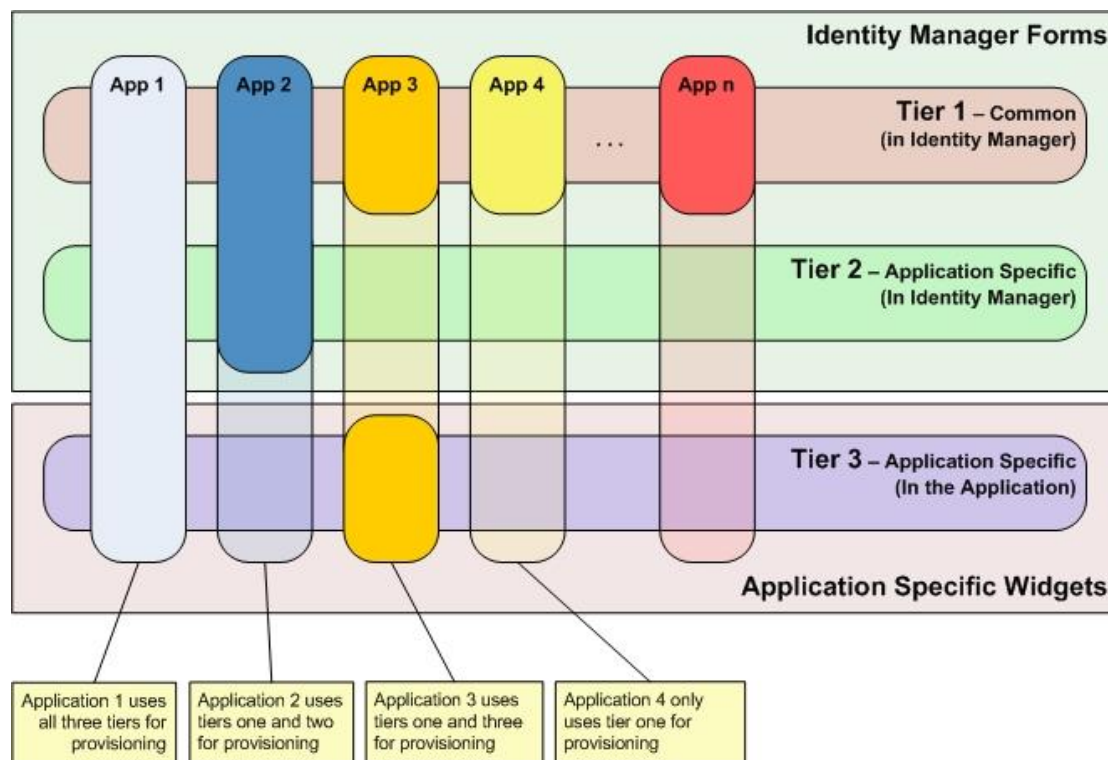 Identity Manager Forms
App 1
App 2
App 3
App 4
App n
Tier 1 – Common
(in Identity Manager)
...
Tier 2 – Application Specific
(In Identity Manager)
Tier 3 – Application Specific
(In the Application)
Application Specific Widgets
Application 1 uses
all three tiers for
provisioning
Application 2 uses
tiers one and two
for provisioning
Application 3 uses
tiers one and three
for provisioning
Application 4 only
uses tier one for
provisioning